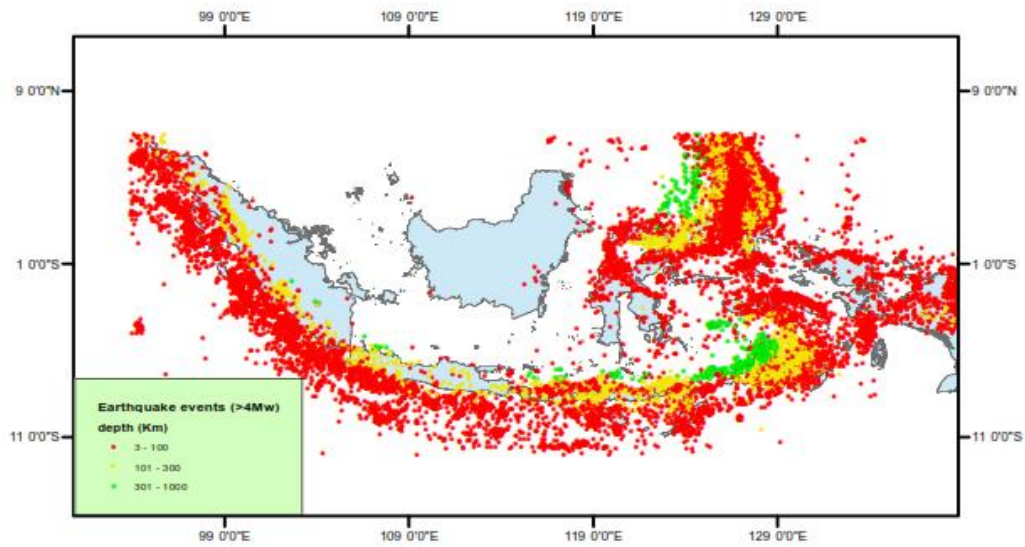 99 0'0"E 109 0'0"E 119 0'0"E 129 0'0"E
9 0'0"N 9 0'0"N
1 0'0"S 1 0'0"S
11 0'0"S 11 0'0"S
Earthquake events (>4Mw)
depth (Km)
3 - 100
101 - 300
301 - 1000
99 0'0"E 109 0'0"E 119 0'0"E 129 0'0"E